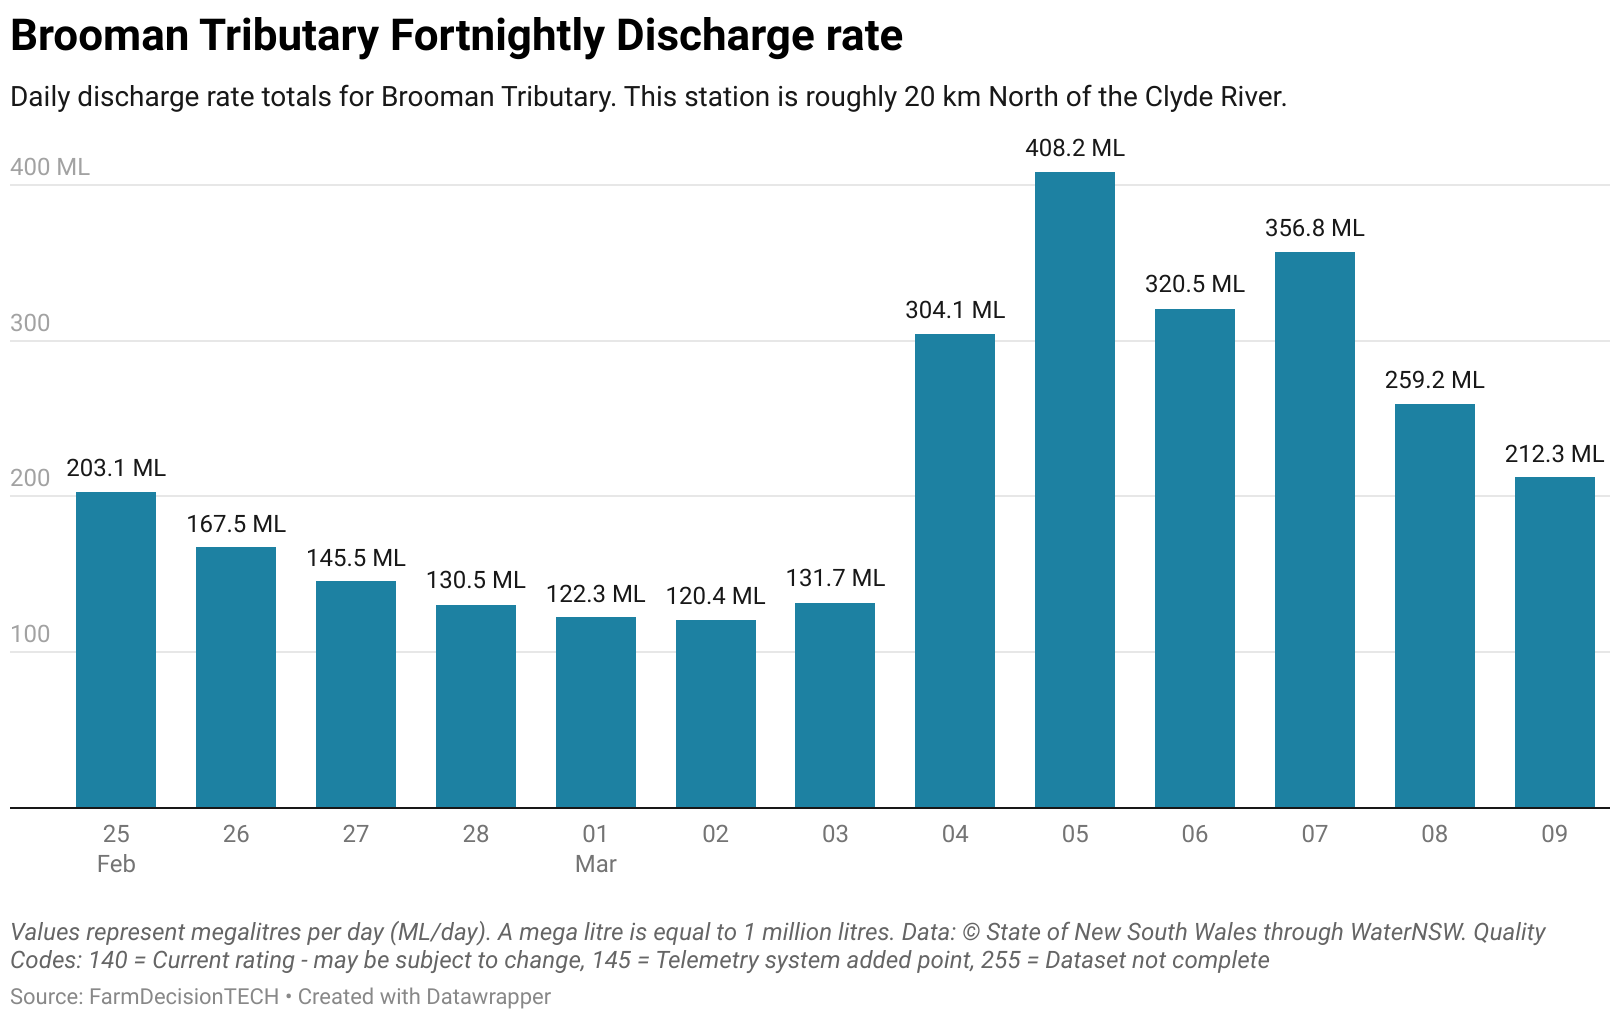 Brooman Tributary Fortnightly Discharge rate
Daily discharge rate totals for Brooman Tributary. This station is roughly 20 km North of the Clyde River.
400 ML
300
200
100
203.1 ML
167.5 ML
145.5 ML
130.5 ML
122.3 ML
120.4 ML
131.7 ML
304.1 ML
408.2 ML
320.5 ML
356.8 ML
259.2 ML
212.3 ML
25 26 27 28 01 02 03 04 05 06 07 08 09
Feb Mar
Values represent megalitres per day (ML/day). A mega litre is equal to 1 million litres. Data: © State of New South Wales through WaterNSW. Quality
Codes: 140 = Current rating - may be subject to change, 145 = Telemetry system added point, 255 = Dataset not complete
Source: FarmDecisionTECH • Created with Datawrapper